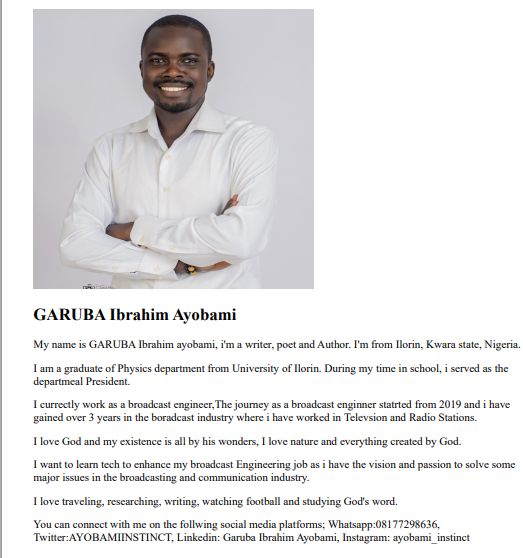 GARUBA Ibrahim Ayobami
My name is GARUBA Ibrahim ayobami, i'm a writer, poet and Author. I'm from Ilorin, Kwara state, Nigeria.
I am a graduate of Physics department from University of Ilorin. During my time in school, i served as the
departmeal President.
I currectly work as a broadcast engineer,The journey as a broadcast enginner statrted from 2019 and i have
gained over 3 years in the boradcast industry where i have worked in Televsion and Radio Stations.
I love God and my existence is all by his wonders, I love nature and everything created by God.
I want to learn tech to enhance my broadcast Engineering job as i have the vision and passion to solve some
major issues in the broadcasting and communication industry.
I love traveling, researching, writing, watching football and studying God's word.
You can connect with me on the follwing social media platforms; Whatsapp:08177298636,
Twitter:AYOBAMIINSTINCT, Linkedin: Garuba Ibrahim Ayobami, Instagram: ayobami_instinct